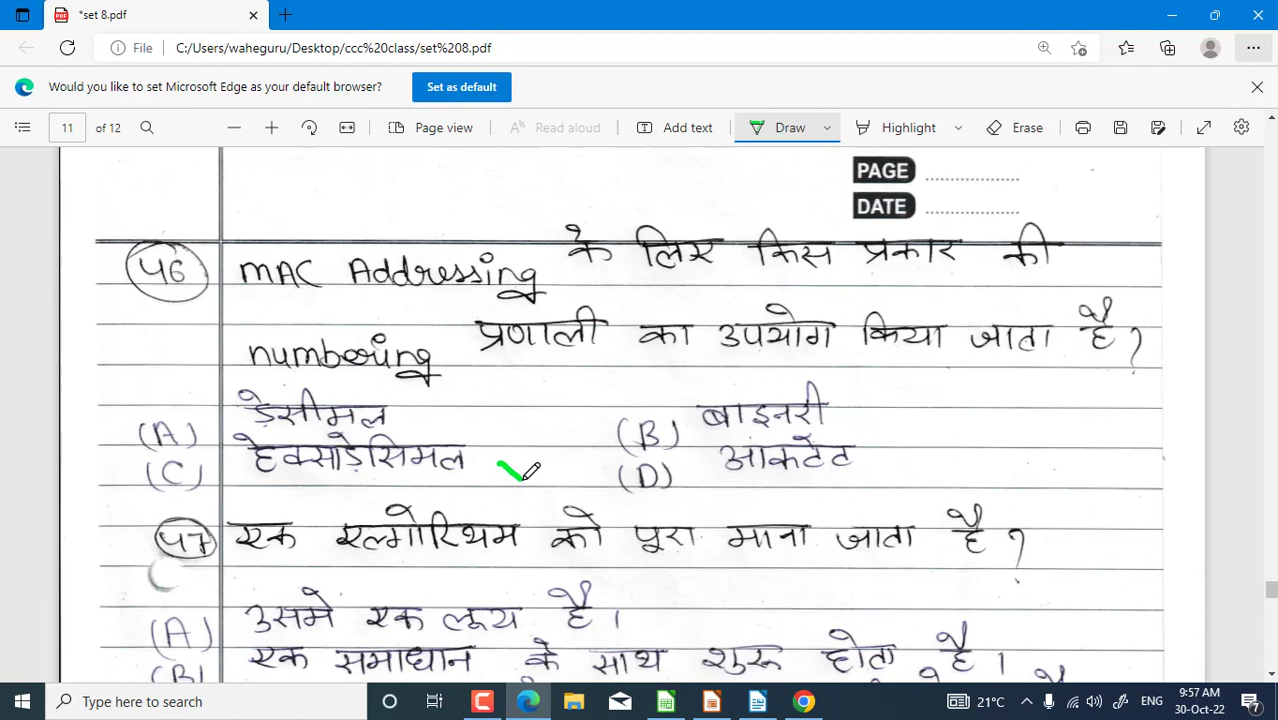 *set 8.pdf
File C:/Users/waheguru/Desktop/ccc%20class/set%208.pdf
Would you like to set Microsoft Edge as your default browser? Set as default
11 of 12 Page view Read aloud Add text Draw Highlight Erase
PAGE
DATE
46 MAC Addressing के लिए किस प्रकार की
numbering प्रणाली का उपयोग किया जाता है?
(A) डेसीमल (B) बाइनरी
(C) हेक्साडेसिमल (D) आकटेट
47 एक एल्गोरिथम को पूरा माना जाता है?
(A) उसमे एक लूप है।
(B) एक समाधान के साथ शुरू होता है।
Type here to search 21°C ENG 9:57 AM
30-Oct-22 7